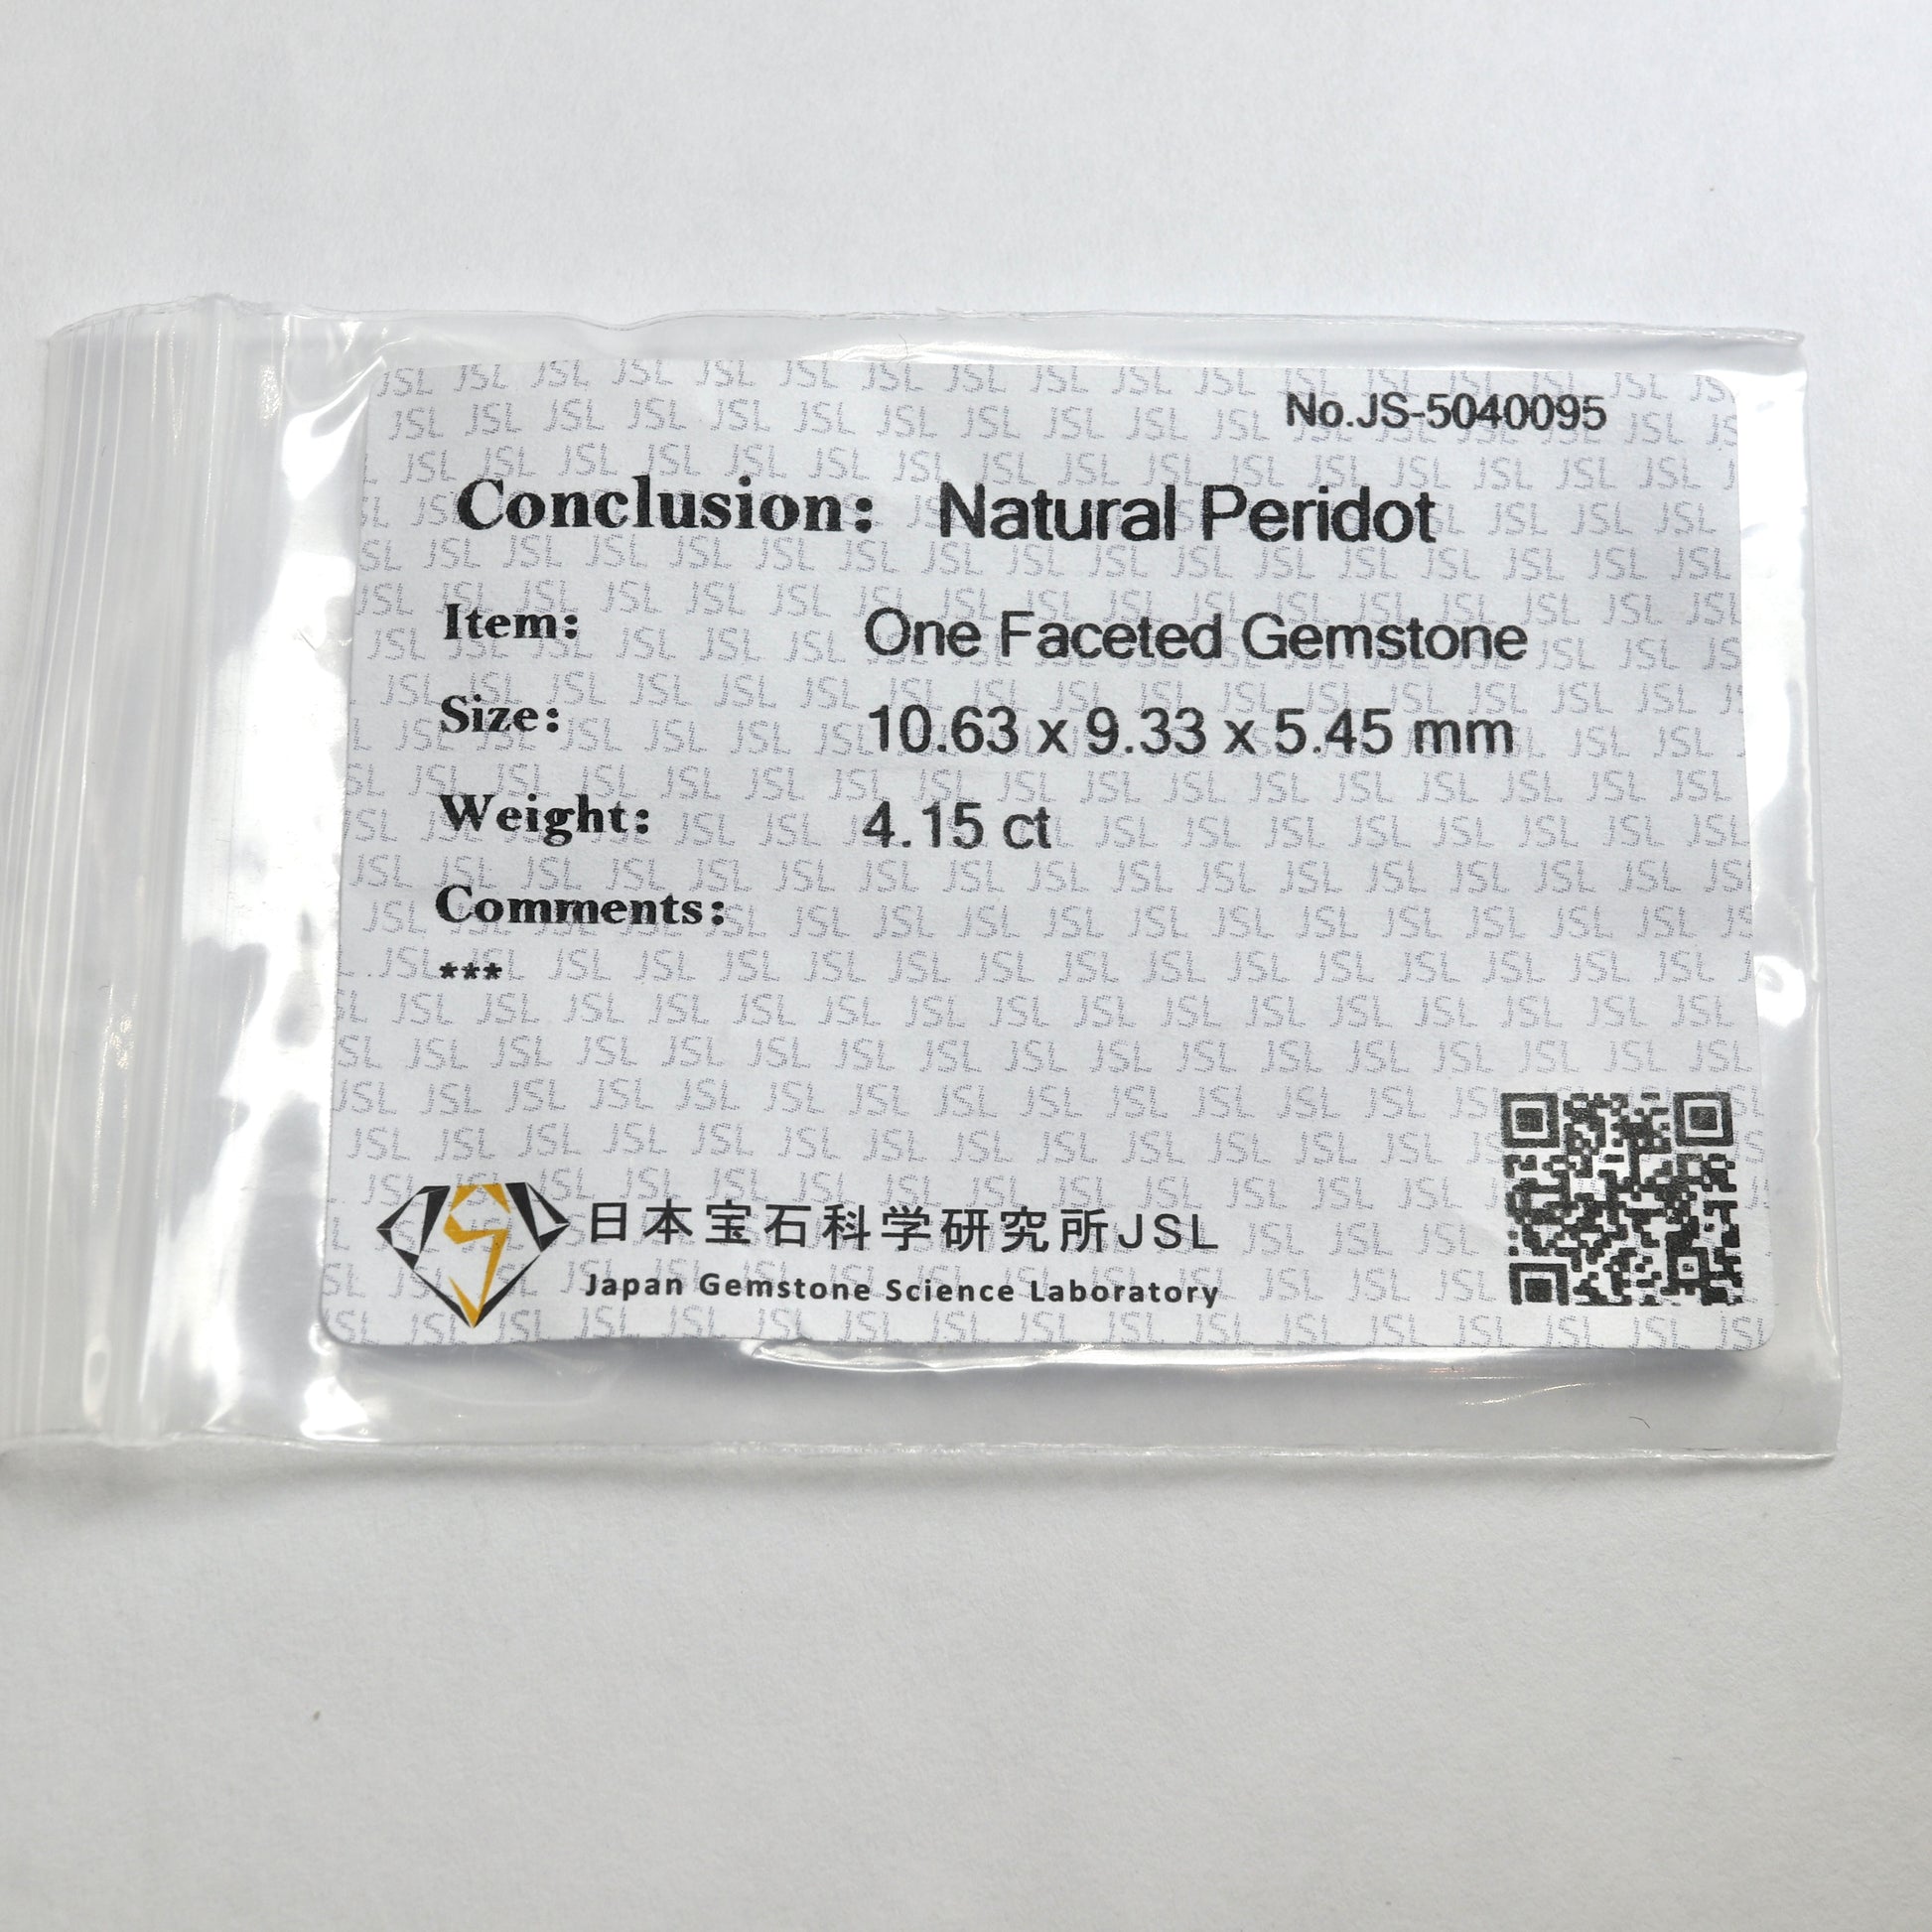 No.JS-5040095
Conclusion: Natural Peridot
Item: One Faceted Gemstone
Size: 10.63 x 9.33 x 5.45 mm
Weight: 4.15 ct
Comments:
***
日本宝石科学研究所JSL
Japan Gemstone Science Laboratory